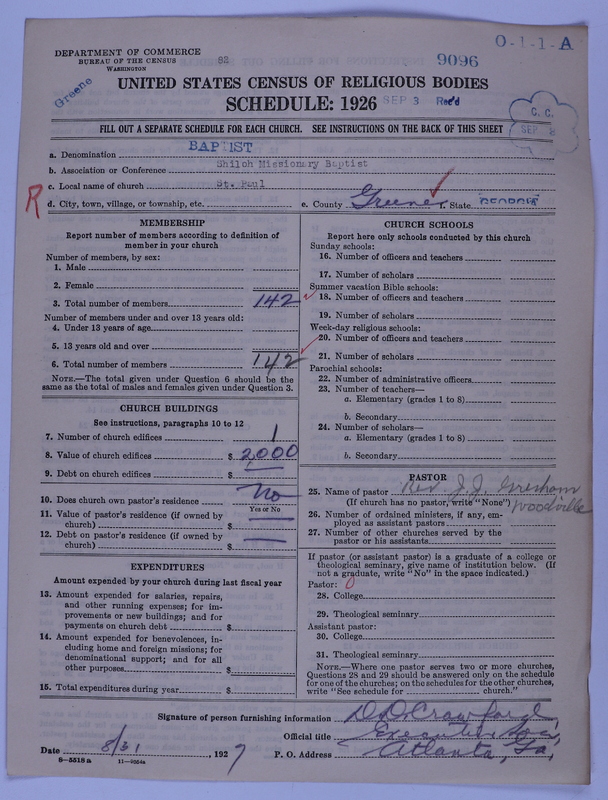 O-1-1-A
DEPARTMENT OF COMMERCE
BUREAU OF THE CENSUS
WASHINGTON
82
9096
Greene
UNITED STATES CENSUS OF RELIGIOUS BODIES
SCHEDULE: 1926
SEP 3 Rec'd
C. C.
SEP
FILL OUT A SEPARATE SCHEDULE FOR EACH CHURCH. SEE INSTRUCTIONS ON THE BACK OF THIS SHEET
a. Denomination BAPTIST
b. Association or Conference Shiloh Missionary Baptist
c. Local name of church St. Paul
R
d. City, town, village, or township, etc. e. County Greene f. State GEORGIA
MEMBERSHIP
Report number of members according to definition of
member in your church
Number of members, by sex:
1. Male
2. Female
3. Total number of members 142
Number of members under and over 13 years old:
4. Under 13 years of age
5. 13 years old and over
6. Total number of members 142
NOTE.—The total given under Question 6 should be the
same as the total of males and females given under Question 3.
CHURCH BUILDINGS
See instructions, paragraphs 10 to 12
7. Number of church edifices 1
8. Value of church edifices $ 2,000
9. Debt on church edifices $
10. Does church own pastor's residence No
Yes or No
11. Value of pastor's residence (if owned by
church) $
12. Debt on pastor's residence (if owned by
church) $
EXPENDITURES
Amount expended by your church during last fiscal year
13. Amount expended for salaries, repairs,
and other running expenses; for im-
provements or new buildings; and for
payments on church debt $
14. Amount expended for benevolences, in-
cluding home and foreign missions; for
denominational support; and for all
other purposes $
15. Total expenditures during year $
CHURCH SCHOOLS
Report here only schools conducted by this church
Sunday schools:
16. Number of officers and teachers
17. Number of scholars
Summer vacation Bible schools:
18. Number of officers and teachers
19. Number of scholars
Week-day religious schools:
20. Number of officers and teachers
21. Number of scholars
Parochial schools:
22. Number of administrative officers
23. Number of teachers—
a. Elementary (grades 1 to 8)
b. Secondary
24. Number of scholars—
a. Elementary (grades 1 to 8)
b. Secondary
PASTOR
25. Name of pastor Rev. J. J. Gresham
(If church has no pastor, write "None") Woodville
26. Number of ordained ministers, if any, em-
ployed as assistant pastors
27. Number of other churches served by the
pastor or his assistants
If pastor (or assistant pastor) is a graduate of a college or
theological seminary, give name of institution below. (If
not a graduate, write "No" in the space indicated.)
Pastor: 0
28. College
29. Theological seminary
Assistant pastor:
30. College
31. Theological seminary
NOTE.—Where one pastor serves two or more churches,
Questions 28 and 29 should be answered only on the schedule
for one of the churches; on the schedules for the other churches,
write "See schedule for church."
Signature of person furnishing information D. D. Crawford,
Official title Executive Sec,
Date 8/31, 1927 P. O. Address Atlanta, Ga,
8—5518 a 11—9264a